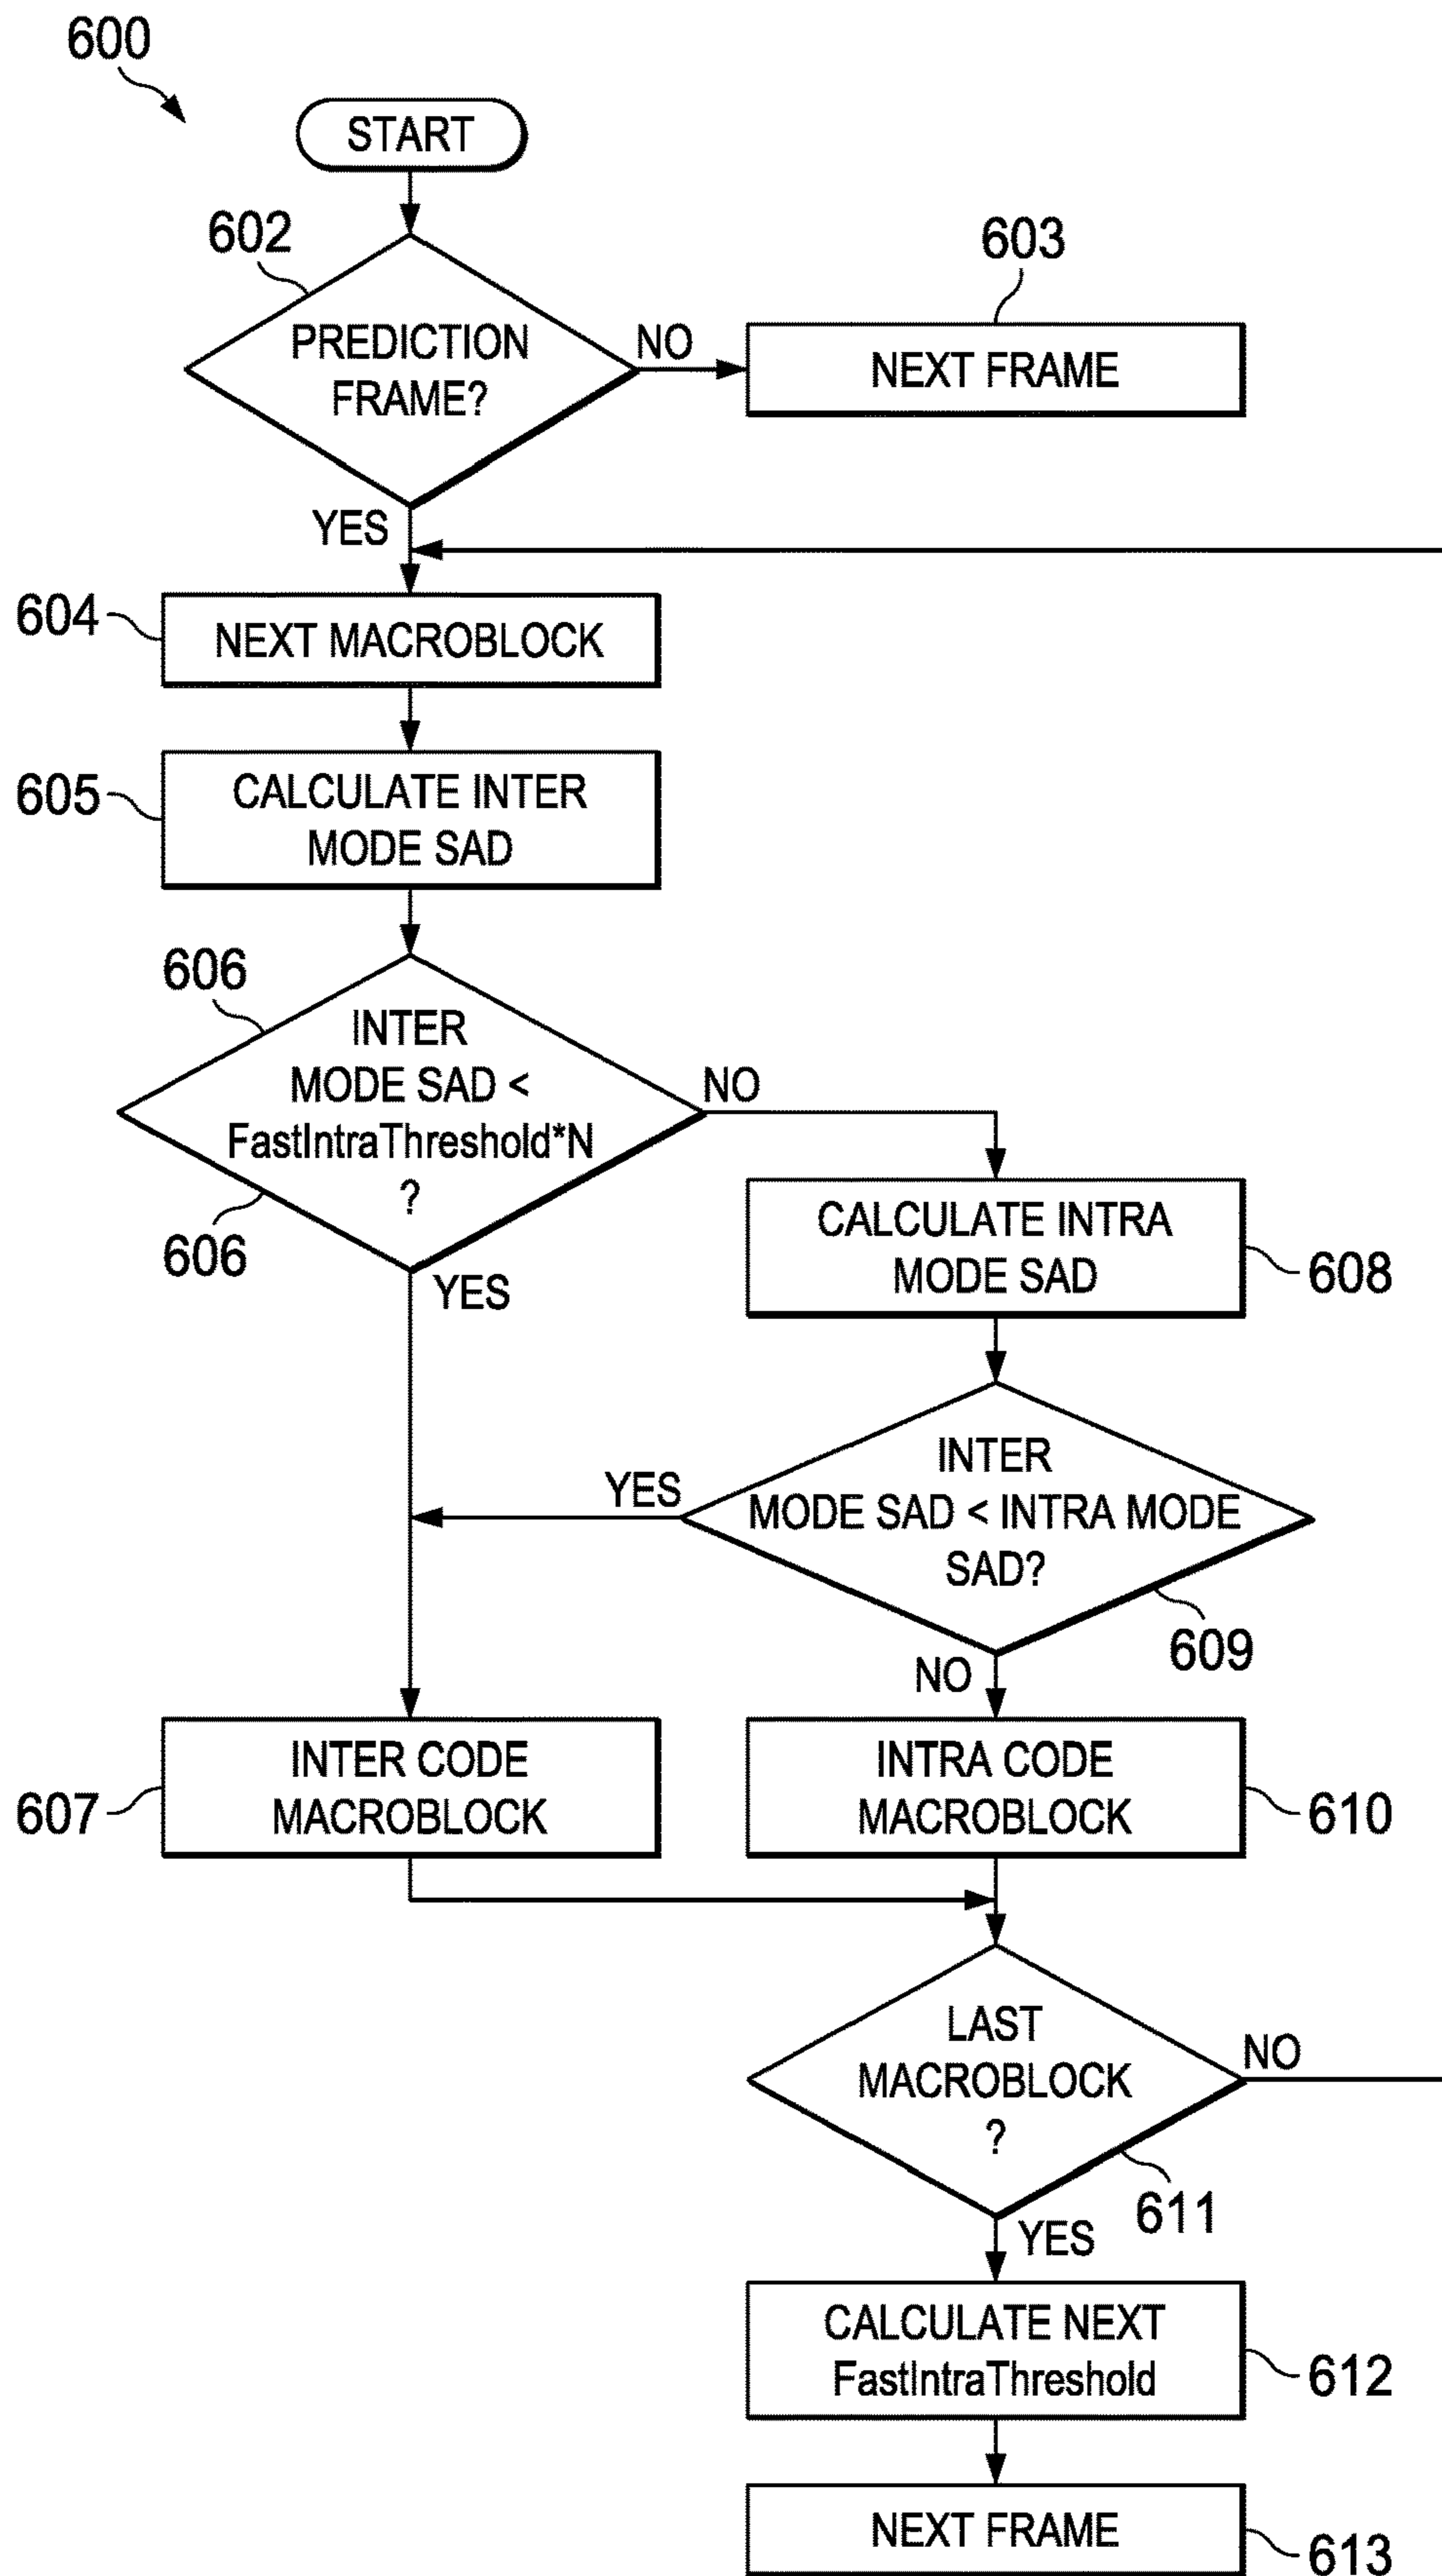 600
START
602
603
PREDICTION
FRAME?
NO
NEXT FRAME
YES
604
NEXT MACROBLOCK
605
CALCULATE INTER
MODE SAD
606
INTER
MODE SAD <
FastIntraThreshold*N
?
NO
606
YES
CALCULATE INTRA
MODE SAD
608
INTER
MODE SAD < INTRA MODE
SAD?
YES
609
NO
607
INTER CODE
MACROBLOCK
INTRA CODE
MACROBLOCK
610
LAST
MACROBLOCK
?
NO
611
YES
CALCULATE NEXT
FastIntraThreshold
612
NEXT FRAME
613